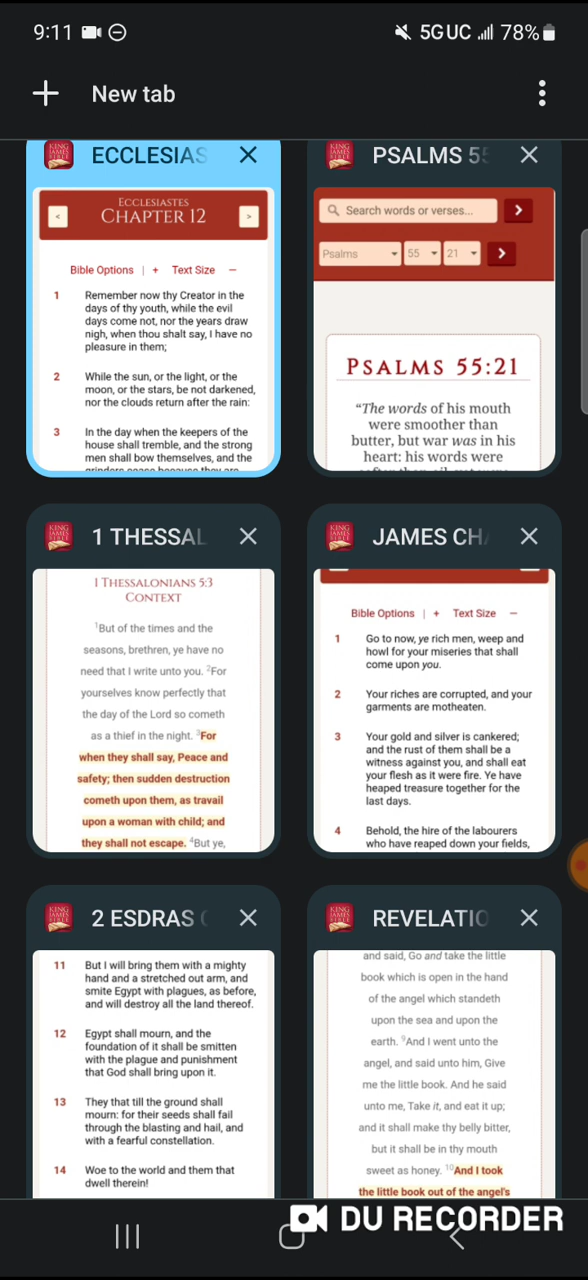 9:11
5G UC 78%
+ New tab
ECCLESIAS
Ecclesiastes
Chapter 12
< >
Bible Options | + Text Size −
1 Remember now thy Creator in the
days of thy youth, while the evil
days come not, nor the years draw
nigh, when thou shalt say, I have no
pleasure in them;
2 While the sun, or the light, or the
moon, or the stars, be not darkened,
nor the clouds return after the rain:
3 In the day when the keepers of the
house shall tremble, and the strong
men shall bow themselves, and the
grinders cease because they are
PSALMS 55
Search words or verses...
Psalms 55 21
Psalms 55:21
“The words of his mouth
were smoother than
butter, but war was in his
heart: his words were
softer than oil, yet were
1 THESSAL
1 Thessalonians 5:3
Context
1But of the times and the
seasons, brethren, ye have no
need that I write unto you. 2For
yourselves know perfectly that
the day of the Lord so cometh
as a thief in the night. 3For
when they shall say, Peace and
safety; then sudden destruction
cometh upon them, as travail
upon a woman with child; and
they shall not escape. 4But ye,
JAMES CHA
Bible Options | + Text Size −
1 Go to now, ye rich men, weep and
howl for your miseries that shall
come upon you.
2 Your riches are corrupted, and your
garments are motheaten.
3 Your gold and silver is cankered;
and the rust of them shall be a
witness against you, and shall eat
your flesh as it were fire. Ye have
heaped treasure together for the
last days.
4 Behold, the hire of the labourers
who have reaped down your fields,
2 ESDRAS C
11 But I will bring them with a mighty
hand and a stretched out arm, and
smite Egypt with plagues, as before,
and will destroy all the land thereof.
12 Egypt shall mourn, and the
foundation of it shall be smitten
with the plague and punishment
that God shall bring upon it.
13 They that till the ground shall
mourn: for their seeds shall fail
through the blasting and hail, and
with a fearful constellation.
14 Woe to the world and them that
dwell therein!
REVELATIO
and said, Go and take the little
book which is open in the hand
of the angel which standeth
upon the sea and upon the
earth. 9And I went unto the
angel, and said unto him, Give
me the little book. And he said
unto me, Take it, and eat it up;
and it shall make thy belly bitter,
but it shall be in thy mouth
sweet as honey. 10And I took
the little book out of the angel's
DU RECORDER